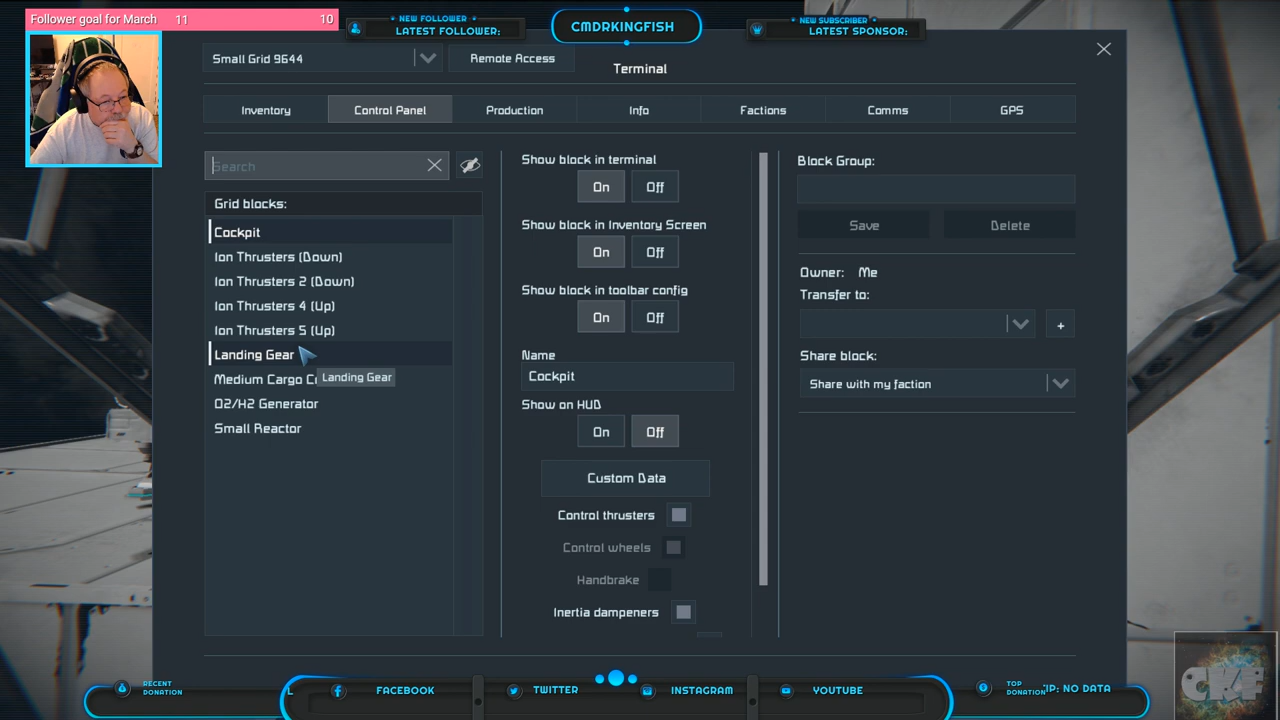 Follower goal for March 11 10
NEW FOLLOWER
LATEST FOLLOWER:
CMDRKINGFISH
NEW SUBSCRIBER
LATEST SPONSOR:
Small Grid 9644
Remote Access
Terminal
Inventory
Control Panel
Production
Info
Factions
Comms
GPS
Search
Grid blocks:
Cockpit
Ion Thrusters (Down)
Ion Thrusters 2 (Down)
Ion Thrusters 4 (Up)
Ion Thrusters 5 (Up)
Landing Gear
Medium Cargo
Landing Gear
O2/H2 Generator
Small Reactor
Show block in terminal
On Off
Show block in Inventory Screen
On Off
Show block in toolbar config
On Off
Name
Cockpit
Show on HUD
On Off
Custom Data
Control thrusters
Control wheels
Handbrake
Inertia dampeners
Block Group:
Save Delete
Owner: Me
Transfer to:
+
Share block:
Share with my faction
RECENT
DONATION
L
FACEBOOK
TWITTER
INSTAGRAM
YOUTUBE
TOP
DONATION
IP: NO DATA
CKF